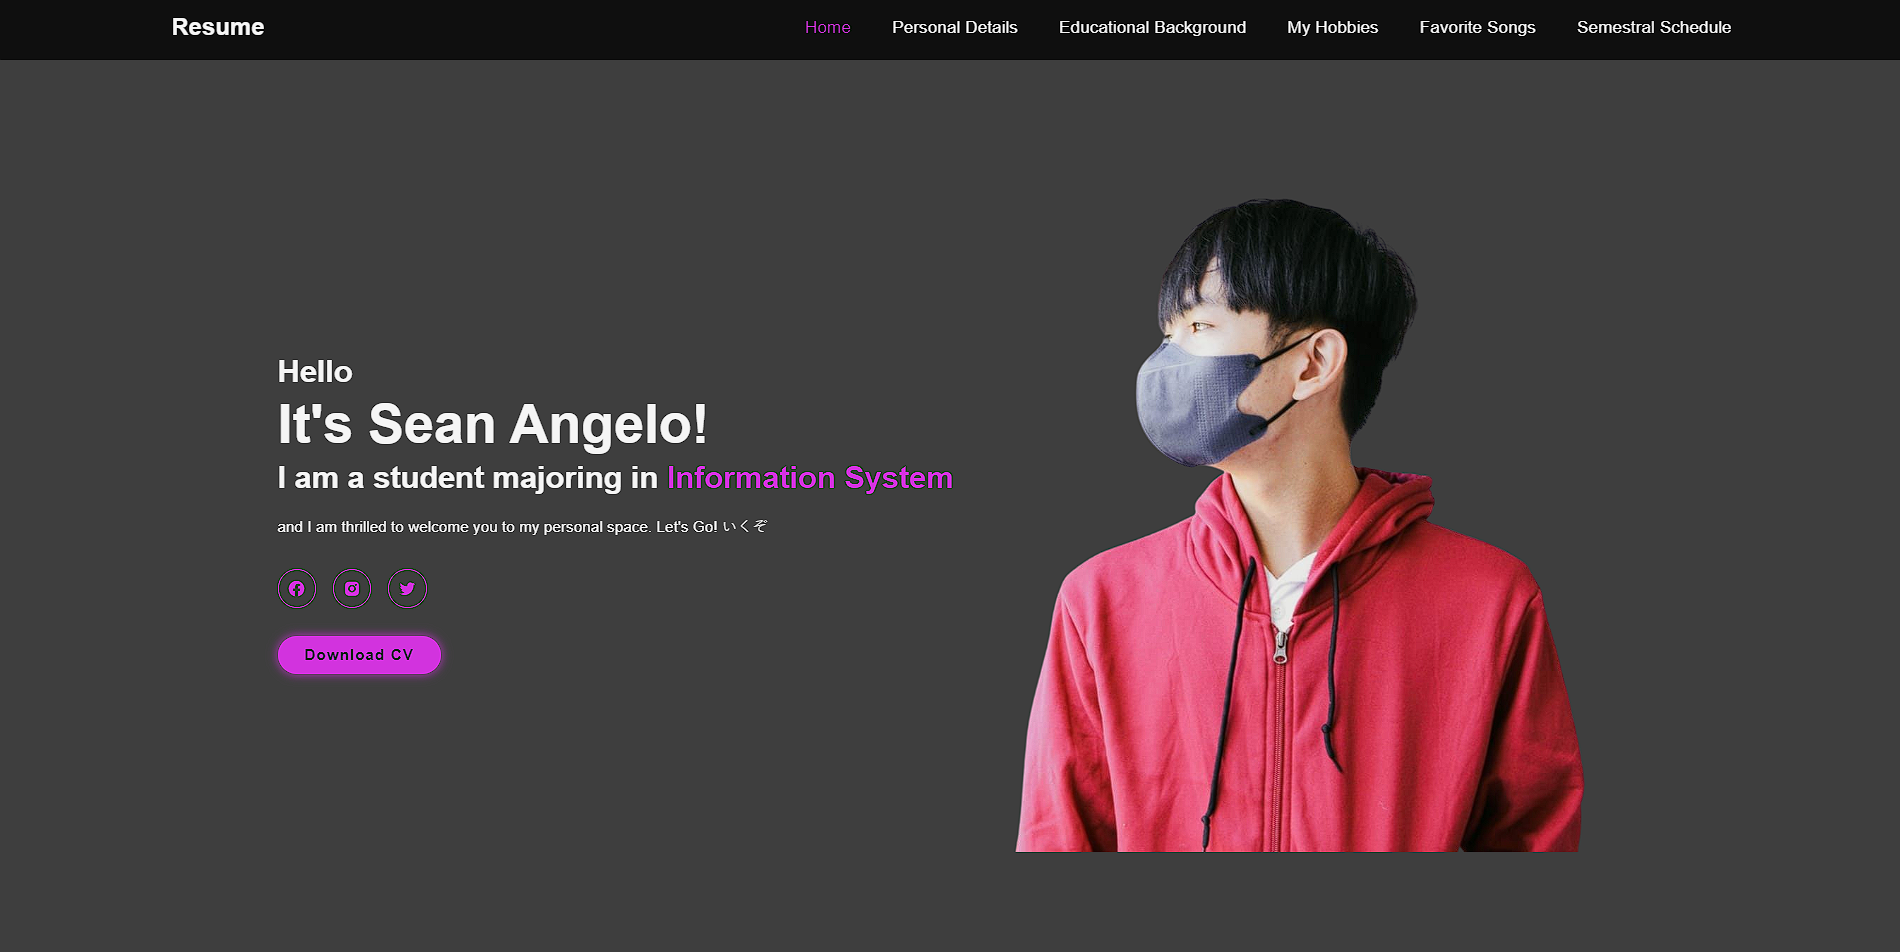 Resume
Home Personal Details Educational Background My Hobbies Favorite Songs Semestral Schedule
Hello
It's Sean Angelo!
I am a student majoring in Information System
and I am thrilled to welcome you to my personal space. Let's Go! いくぞ
Download CV